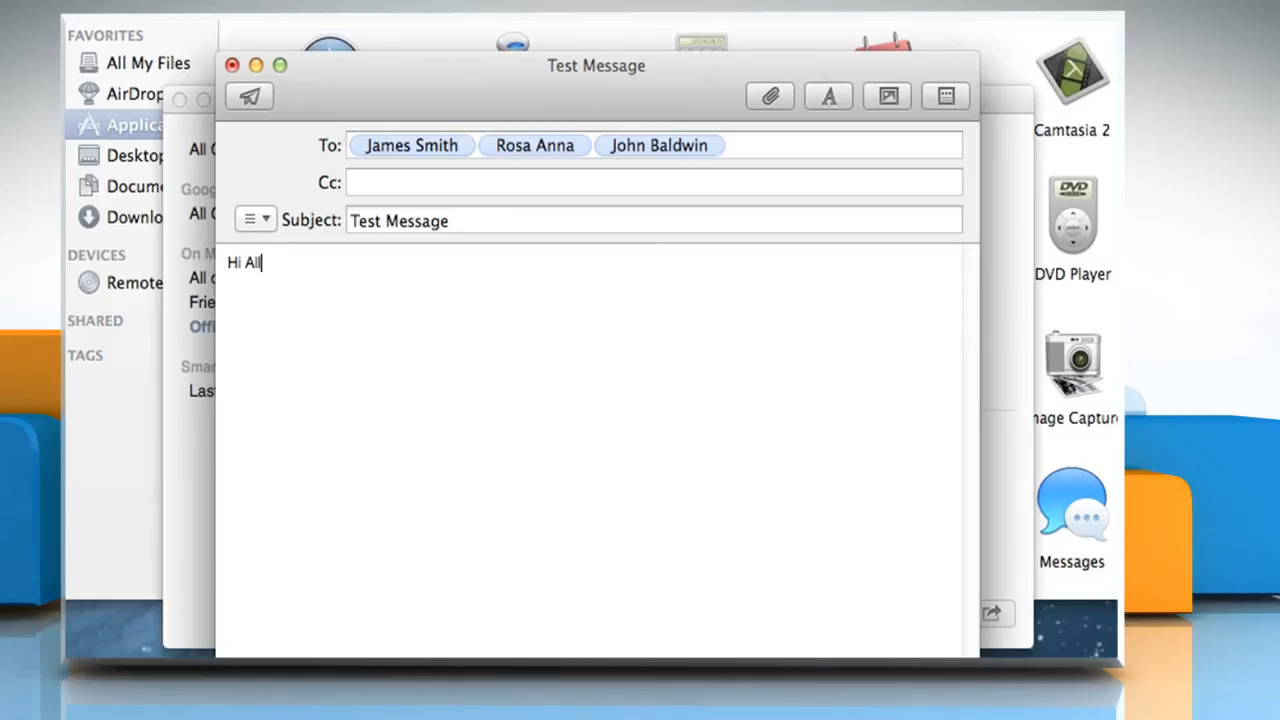 FAVORITES
All My Files
AirDrop
Applica
Desktop
Docume
Downlo
DEVICES
Remote
SHARED
TAGS
All C
Goog
All C
On M
All c
Frie
Offi
Smar
Las
Test Message
To: James Smith Rosa Anna John Baldwin
Cc:
Subject: Test Message
Hi All
Camtasia 2
DVD
DVD Player
mage Captur
Messages